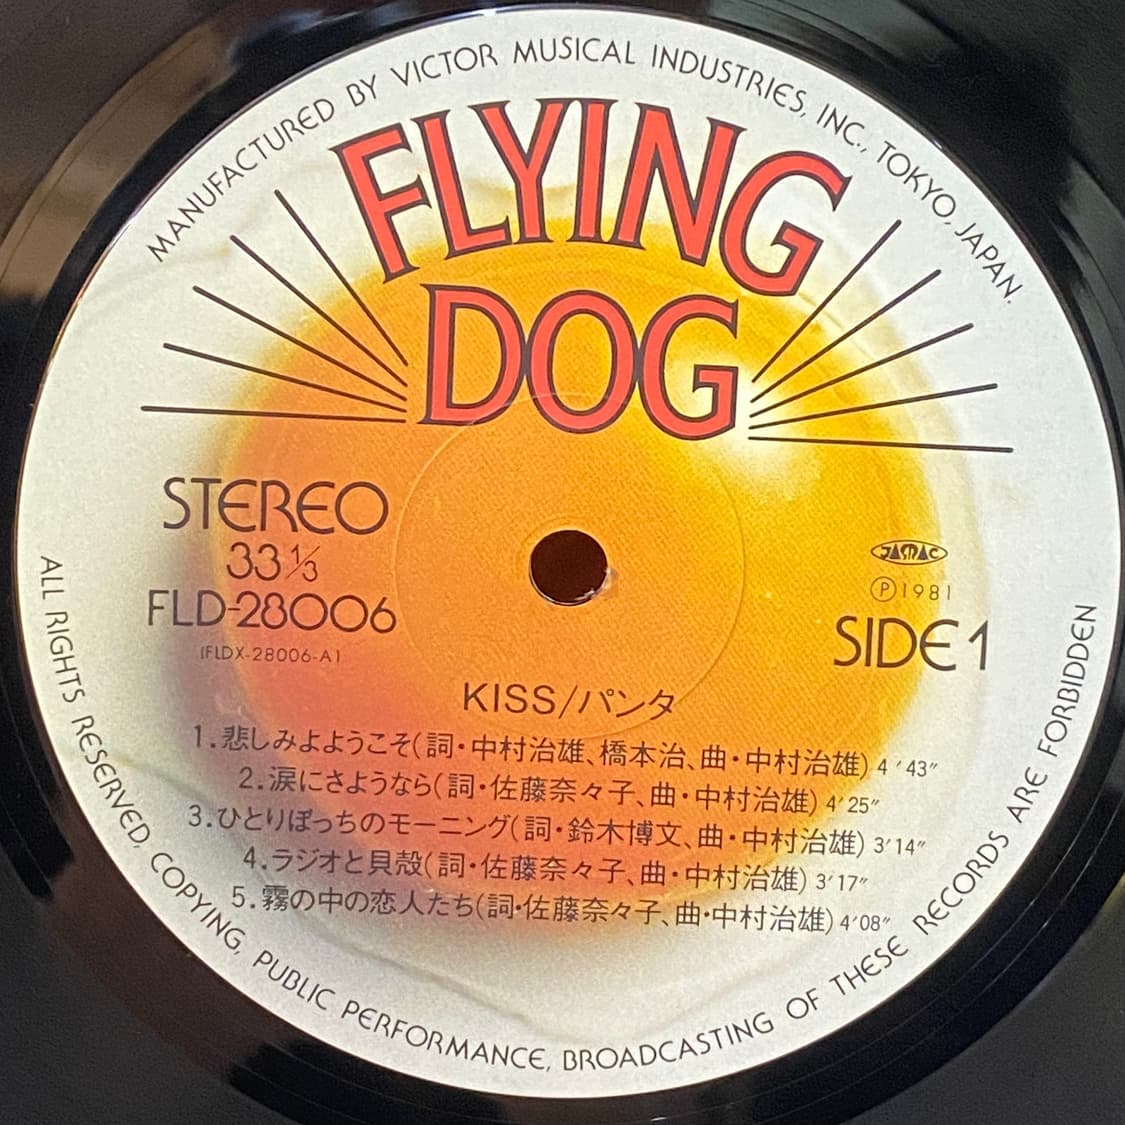 MANUFACTURED BY VICTOR MUSICAL INDUSTRIES, INC., TOKYO, JAPAN.
FLYING
DOG
STEREO
33 1/3
FLD-28006
(FLDX-28006-A)
JASRAC
Ⓟ1981
SIDE 1
KISS/パンタ
1.悲しみよようこそ(詞・中村治雄、橋本治、曲・中村治雄) 4'43"
2.涙にさようなら(詞・佐藤奈々子、曲・中村治雄) 4'25"
3.ひとりぼっちのモーニング(詞・鈴木博文、曲・中村治雄) 3'14"
4.ラジオと貝殻(詞・佐藤奈々子、曲・中村治雄) 3'17"
5.霧の中の恋人たち(詞・佐藤奈々子、曲・中村治雄) 4'08"
ALL RIGHTS RESERVED, COPYING, PUBLIC PERFORMANCE, BROADCASTING OF THESE RECORDS ARE FORBIDDEN